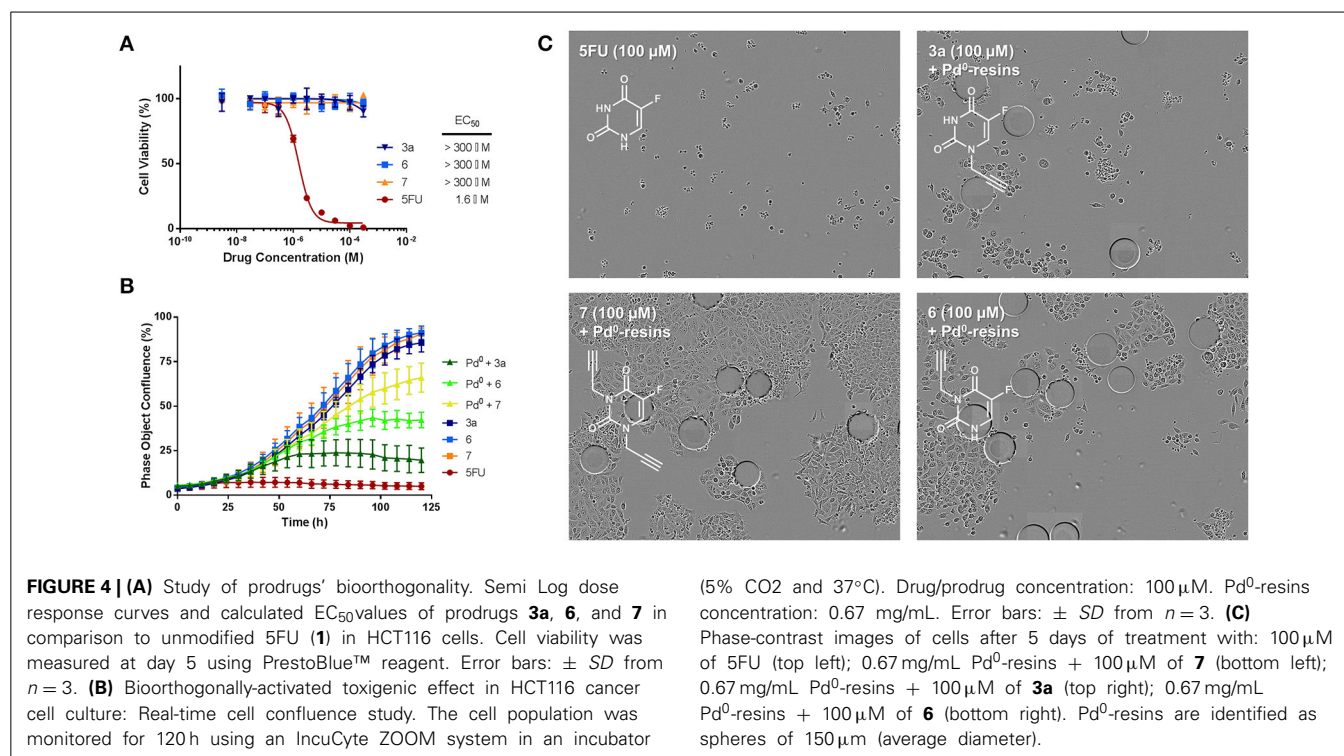 A
100
50
0
Cell Viability (%)
10-10
10-8
10-6
10-4
10-2
Drug Concentration (M)
EC50
3a > 300 ▯ M
6 > 300 ▯ M
7 > 300 ▯ M
5FU 1.6 ▯ M
B
100
75
50
25
0
Phase Object Confluence (%)
0 25 50 75 100 125
Time (h)
Pd0 + 3a
Pd0 + 6
Pd0 + 7
3a
6
7
5FU
C
5FU (100 µM)
O
F
HN
O
N
H
3a (100 µM)
+ Pd0-resins
O
F
HN
O
N
7 (100 µM)
+ Pd0-resins
O
F
N
O
N
6 (100 µM)
+ Pd0-resins
O
F
N
O
N
H
FIGURE 4 | (A) Study of prodrugs' bioorthogonality. Semi Log dose
response curves and calculated EC50values of prodrugs 3a, 6, and 7 in
comparison to unmodified 5FU (1) in HCT116 cells. Cell viability was
measured at day 5 using PrestoBlue™ reagent. Error bars: ± SD from
n = 3. (B) Bioorthogonally-activated toxigenic effect in HCT116 cancer
cell culture: Real-time cell confluence study. The cell population was
monitored for 120 h using an IncuCyte ZOOM system in an incubator
(5% CO2 and 37°C). Drug/prodrug concentration: 100 µM. Pd0-resins
concentration: 0.67 mg/mL. Error bars: ± SD from n = 3. (C)
Phase-contrast images of cells after 5 days of treatment with: 100 µM
of 5FU (top left); 0.67 mg/mL Pd0-resins + 100 µM of 7 (bottom left);
0.67 mg/mL Pd0-resins + 100 µM of 3a (top right); 0.67 mg/mL
Pd0-resins + 100 µM of 6 (bottom right). Pd0-resins are identified as
spheres of 150 µm (average diameter).